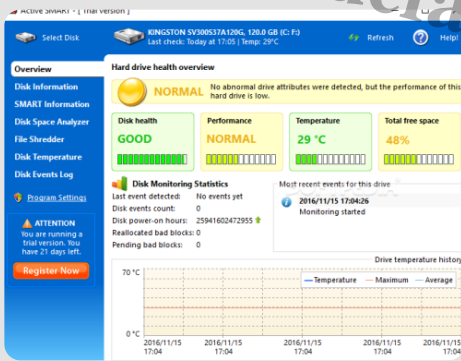 Active SMART - [ Trial version ]
Select Disk
KINGSTON SV300S37A120G, 120.0 GB (C: F:)
Last check: Today at 17:05 | Temp: 29°C
Refresh
Help!
Overview
Disk Information
SMART Information
Disk Space Analyzer
File Shredder
Disk Temperature
Disk Events Log
Program Settings
ATTENTION
You are running a
trial version. You
have 21 days left.
Register Now
Hard drive health overview
NORMAL
No abnormal drive attributes were detected, but the performance of this
hard drive is low.
Disk health
GOOD
Performance
NORMAL
Temperature
29 °C
Total free space
48%
Disk Monitoring
Statistics
Last event detected: No events yet
Disk events count: 0
Disk power-on hours: 25941602472955
Reallocated bad blocks: 0
Pending bad blocks: 0
Most recent events for this drive
2016/11/15 17:04:26
Monitoring started
Drive temperature history
Temperature Maximum Average
70 °C
0 °C
2016/11/15 2016/11/15 2016/11/15 2016/11/15 2016/11/15
17:04 17:04 17:04 17:04 17:04